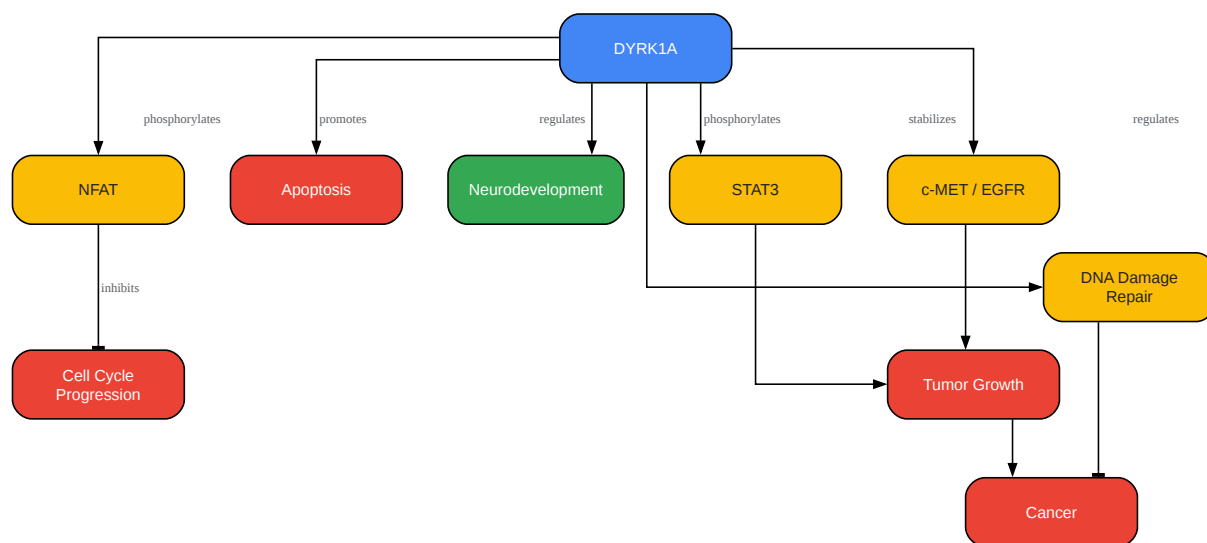 DYRK1A
phosphorylates
promotes
regulates
phosphorylates
stabilizes
regulates
NFAT
Apoptosis
Neurodevelopment
STAT3
c-MET / EGFR
DNA Damage
Repair
inhibits
Cell Cycle
Progression
Tumor Growth
Cancer